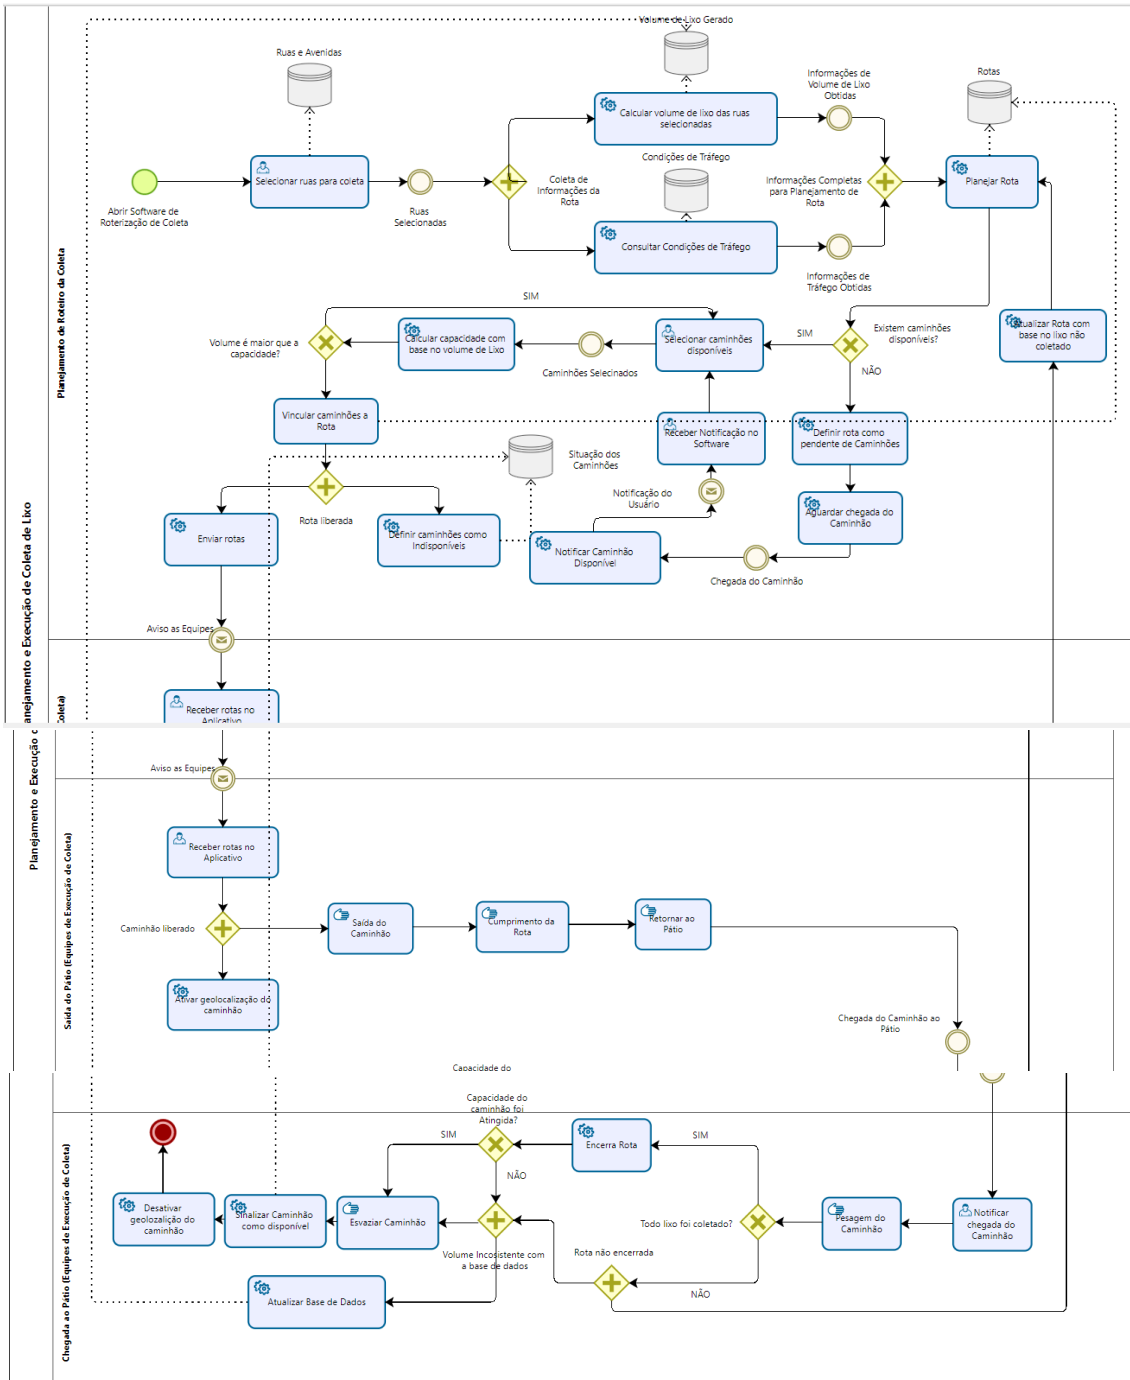 Planejamento e Execução de Coleta de Lixo
Planejamento de Roteiro da Coleta
Volume de Lixo Gerado
Ruas e Avenidas
Informações de
Volume de Lixo
Obtidas
Rotas
Calcular volume de lixo das ruas
selecionadas
Condições de Tráfego
Selecionar ruas para coleta
Coleta de
Informações da
Rota
Informações Completas
para Planejamento de
Rota
Planejar Rota
Abrir Software de
Roterização de Coleta
Ruas
Selecionadas
Consultar Condições de Tráfego
Informações de
Tráfego Obtidas
SIM
Volume é maior que a
capacidade?
Calcular capacidade com
base no volume de Lixo
Caminhões Selecinados
Selecionar caminhões
disponíveis
SIM
Existem caminhões
disponíveis?
NÃO
Atualizar Rota com
base no lixo não
coletado
Vincular caminhões a
Rota
Receber Notificação no
Software
Definir rota como
pendente de Caminhões
Situação dos
Caminhões
Notificação do
Usuário
Rota liberada
Aguardar chegada do
Caminhão
Enviar rotas
Definir caminhões como
Indisponíveis
Notificar Caminhão
Disponível
Chegada do Caminhão
Aviso as Equipes
Coleta)
Receber rotas no
Aplicativo
Planejamento e Execução c
Saída do Pátio (Equipes de Execução de Coleta)
Aviso as Equipes
Receber rotas no
Aplicativo
Caminhão liberado
Saída do
Caminhão
Cumprimento da
Rota
Retornar ao
Pátio
Ativar geolocalização do
caminhão
Chegada do Caminhão ao
Pátio
Capacidade do
Chegada ao Pátio (Equipes de Execução de Coleta)
Capacidade do
caminhão foi
Atingida?
SIM
Encerra Rota
SIM
NÃO
Desativar
geolozalição do
caminhão
Sinalizar Caminhão
como disponível
Esvaziar Caminhão
Todo lixo foi coletado?
Pesagem do
Caminhão
Notificar
chegada do
Caminhão
Volume Incosistente com
a base de dados
Rota não encerrada
NÃO
Atualizar Base de Dados